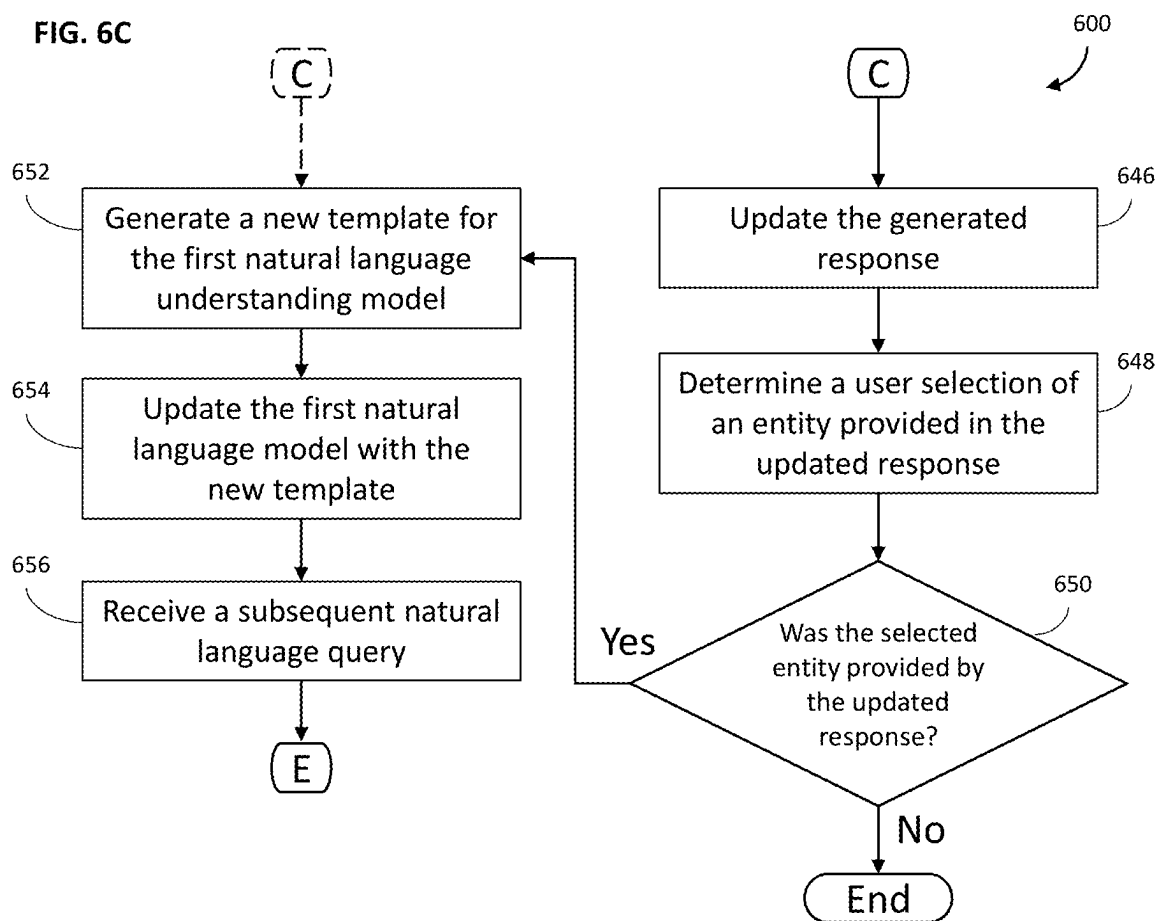 FIG. 6C
600
C
C
652
Generate a new template for
the first natural language
understanding model
646
Update the generated
response
654
Update the first natural
language model with the
new template
648
Determine a user selection of
an entity provided in the
updated response
656
Receive a subsequent natural
language query
E
650
Was the selected
entity provided by
the updated
response?
Yes
No
End